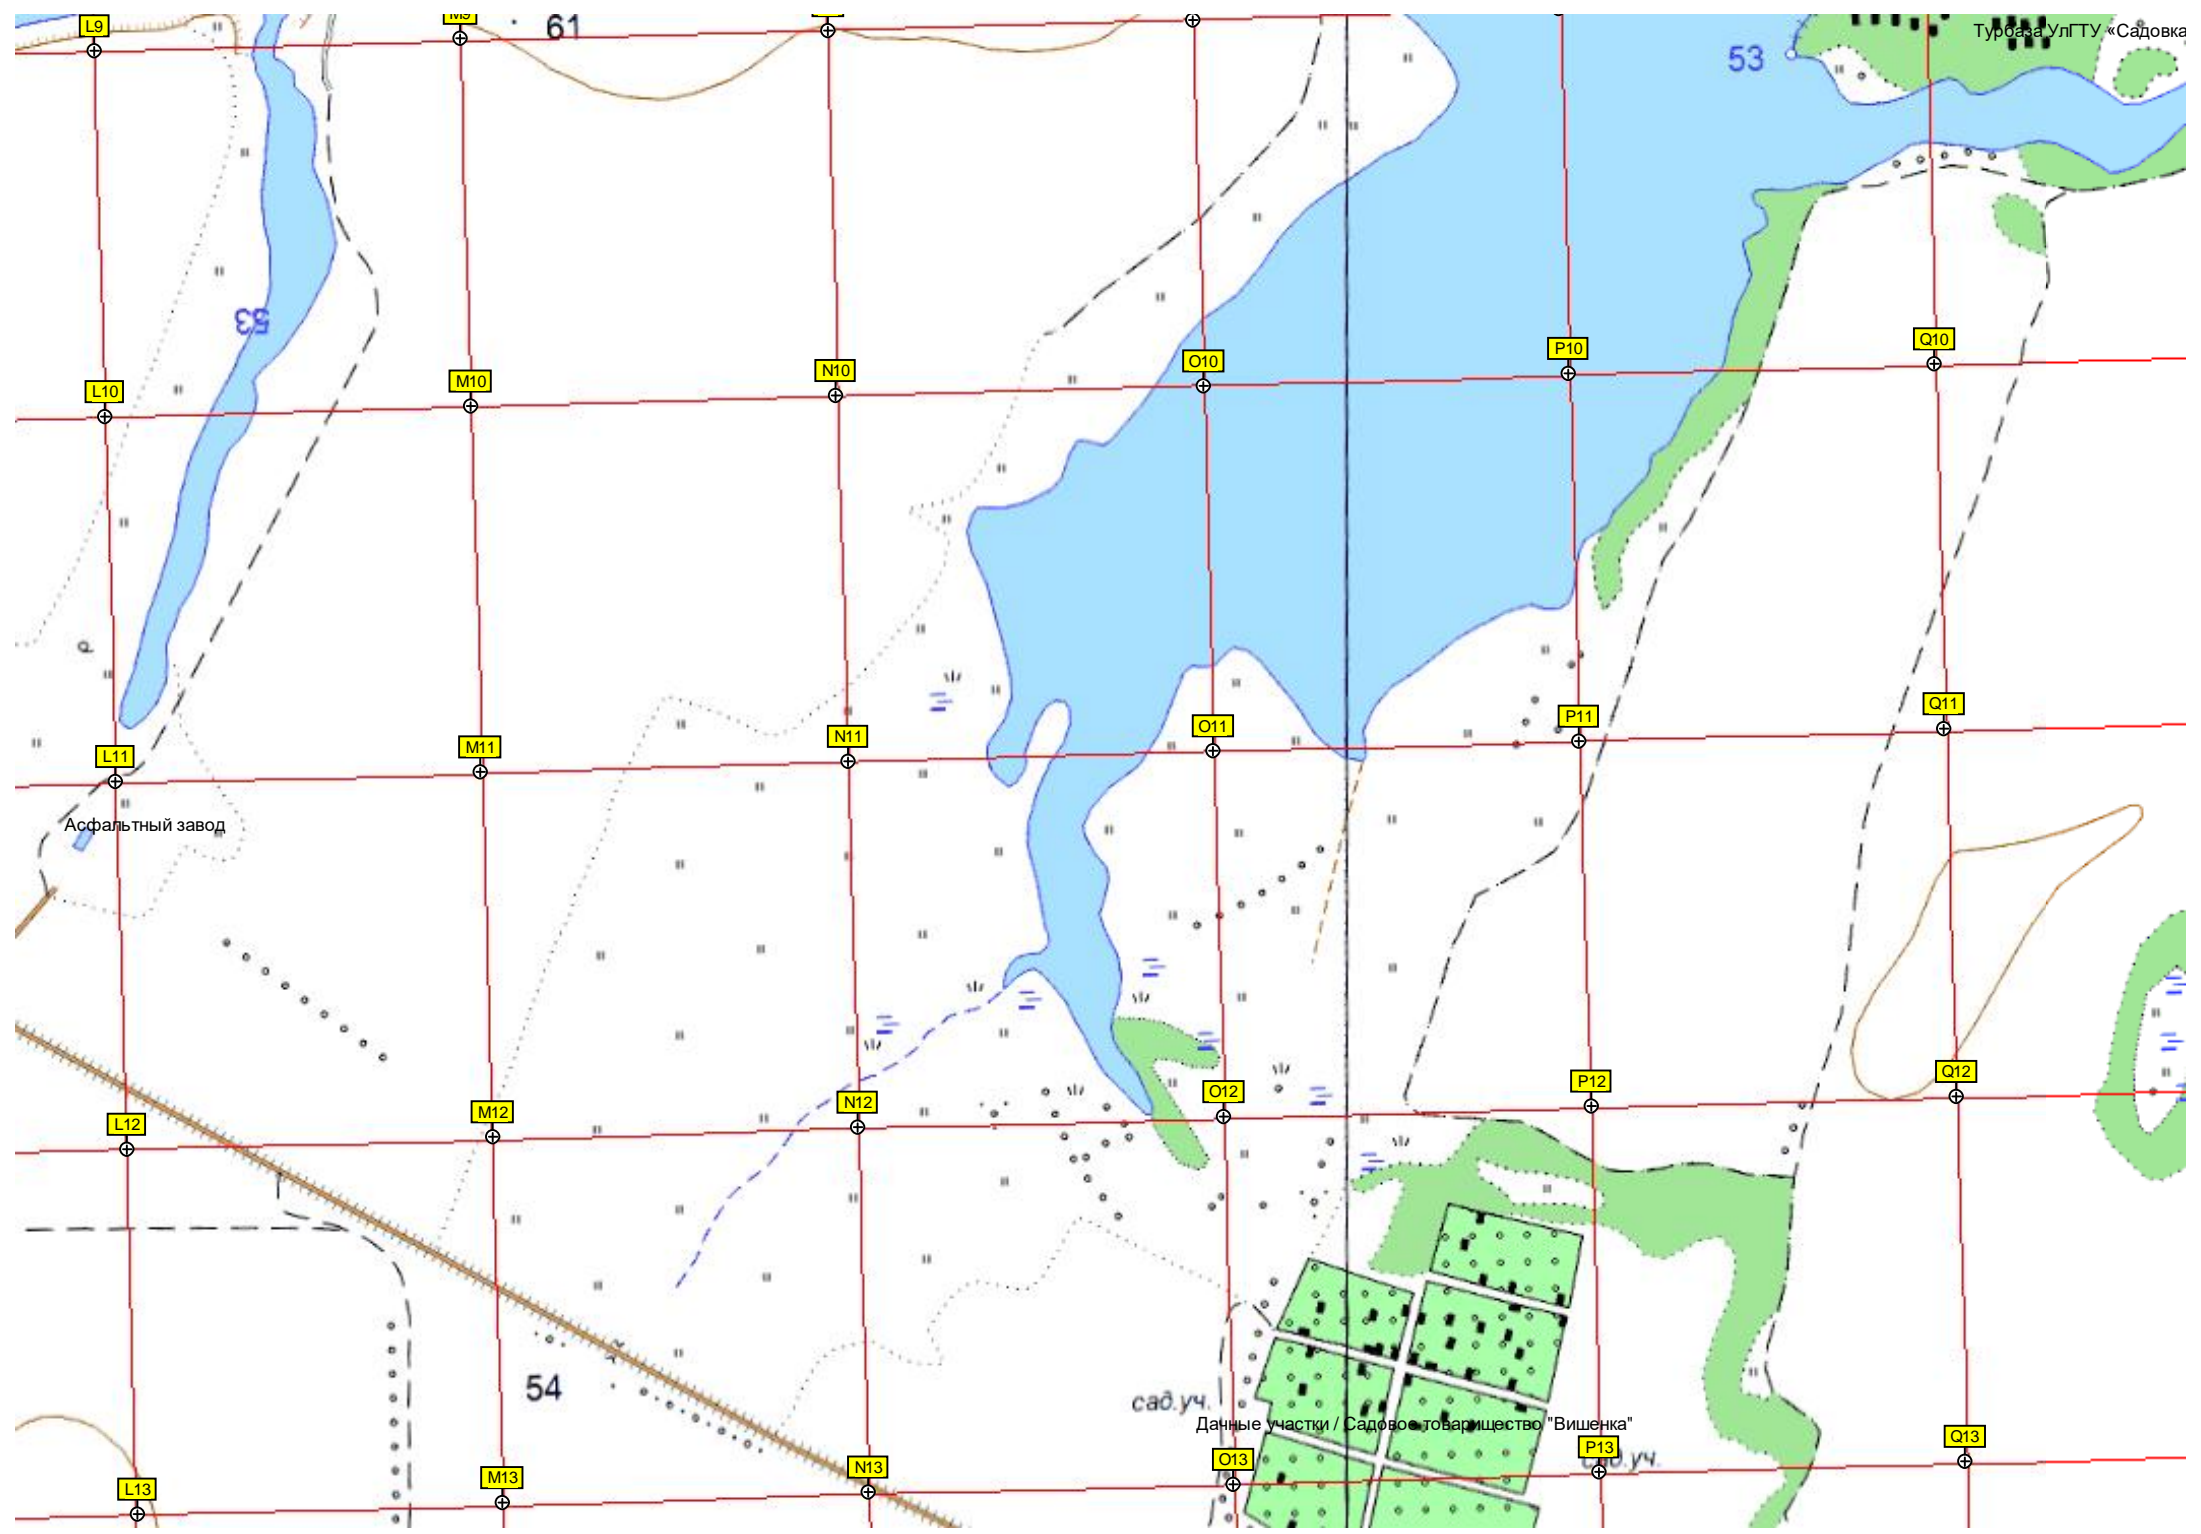 L9
M9
61
53
Турбаза УлГТУ «Садовка
53
L10
M10
N10
O10
P10
Q10
р
L11
M11
N11
O11
P11
Q11
Асфальтный завод
L12
M12
N12
O12
P12
Q12
54
сад.уч.
Дачные участки / Садовое товарищество "Вишенка"
L13
M13
N13
O13
P13
Q13
сад.уч.